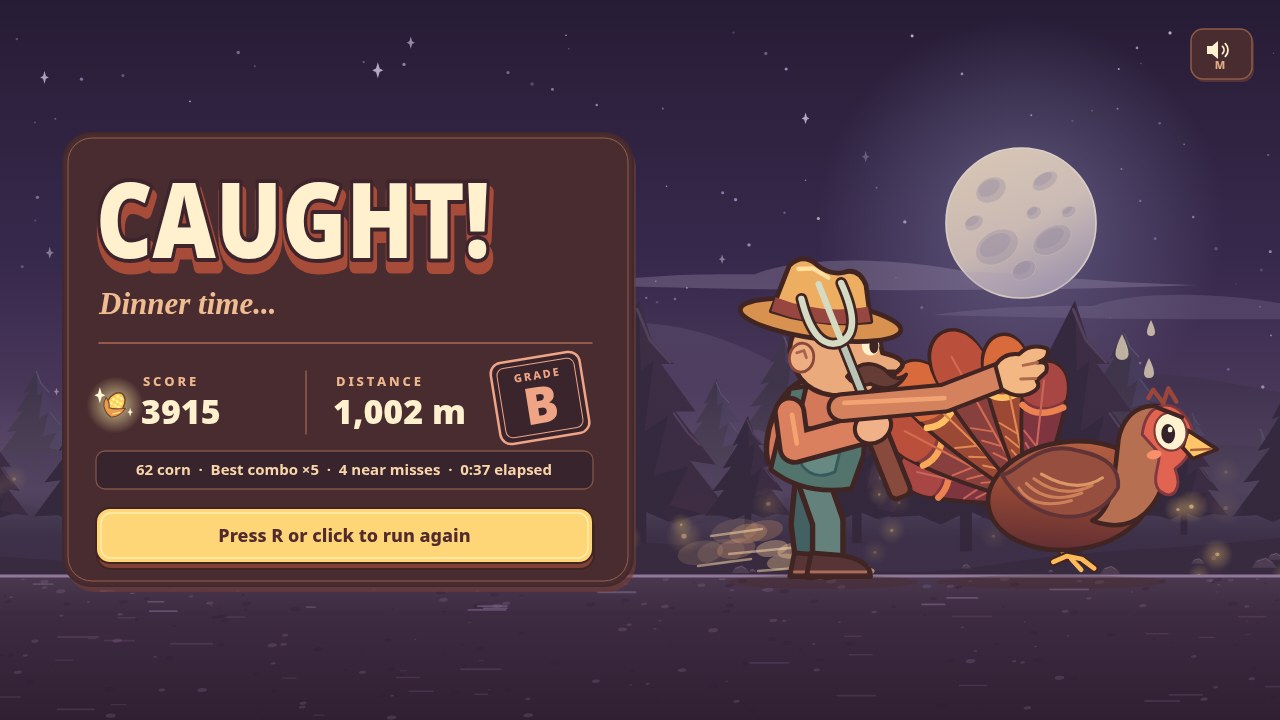 M
CAUGHT!
Dinner time...
SCORE
3915
DISTANCE
1,002 m
GRADE
B
62 corn · Best combo ×5 · 4 near misses · 0:37 elapsed
Press R or click to run again